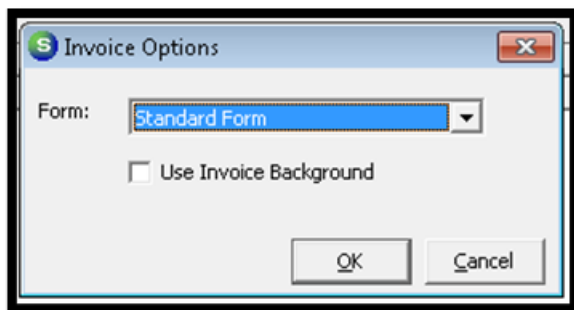 S Invoice Options
Form: Standard Form
Use Invoice Background
OK Cancel